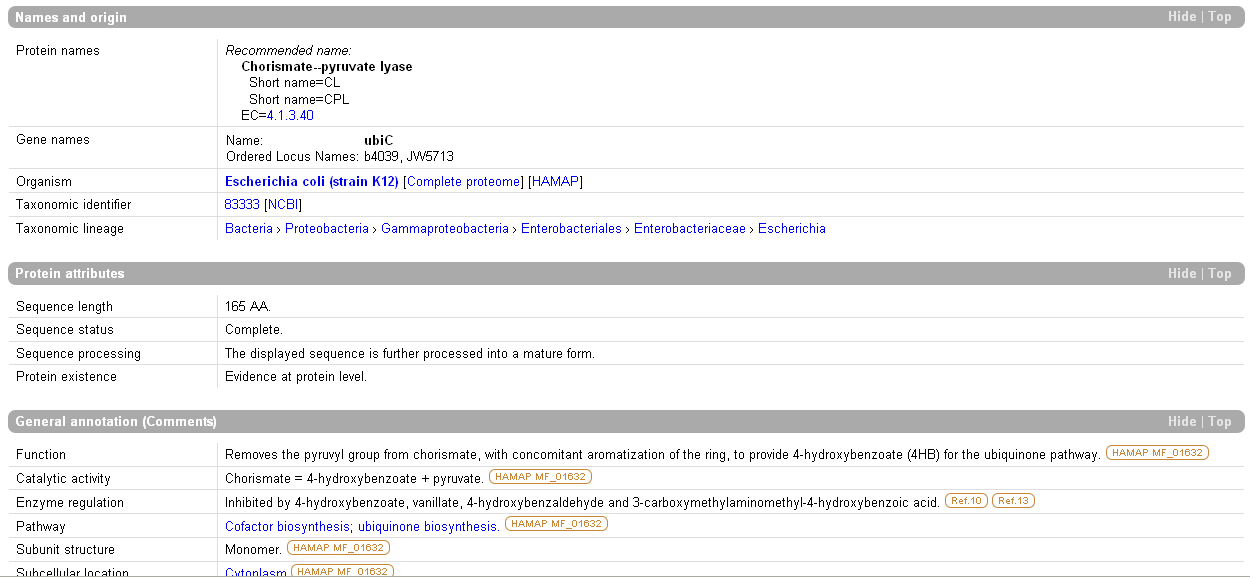 Names and origin Hide | Top
Protein names Recommended name:
Chorismate--pyruvate lyase
Short name=CL
Short name=CPL
EC=4.1.3.40
Gene names Name: ubiC
Ordered Locus Names: b4039, JW5713
Organism Escherichia coli (strain K12) [Complete proteome] [HAMAP]
Taxonomic identifier 83333 [NCBI]
Taxonomic lineage Bacteria › Proteobacteria › Gammaproteobacteria › Enterobacteriales › Enterobacteriaceae › Escherichia
Protein attributes Hide | Top
Sequence length 165 AA.
Sequence status Complete.
Sequence processing The displayed sequence is further processed into a mature form.
Protein existence Evidence at protein level.
General annotation (Comments) Hide | Top
Function Removes the pyruvyl group from chorismate, with concomitant aromatization of the ring, to provide 4-hydroxybenzoate (4HB) for the ubiquinone pathway. HAMAP MF_01632
Catalytic activity Chorismate = 4-hydroxybenzoate + pyruvate. HAMAP MF_01632
Enzyme regulation Inhibited by 4-hydroxybenzoate, vanillate, 4-hydroxybenzaldehyde and 3-carboxymethylaminomethyl-4-hydroxybenzoic acid. Ref.10 Ref.13
Pathway Cofactor biosynthesis; ubiquinone biosynthesis. HAMAP MF_01632
Subunit structure Monomer. HAMAP MF_01632
Subcellular location Cytoplasm HAMAP MF_01632